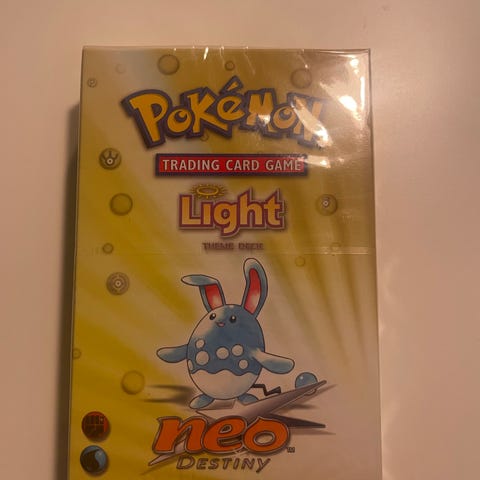 POKéMON
TRADING CARD GAME
Light
THEME DECK
neo
DESTINY